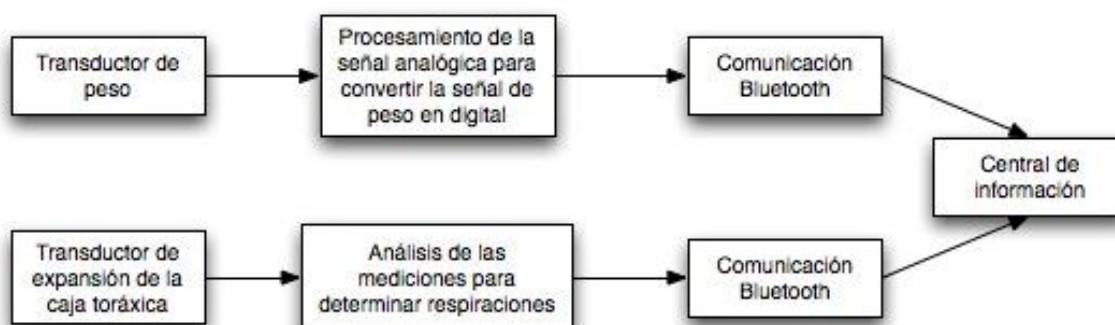 Transductor de
peso
Procesamiento de la
señal analógica para
convertir la señal de
peso en digital
Comunicación
Bluetooth
Central de
información
Transductor de
expansión de la
caja toráxica
Análisis de las
mediciones para
determinar respiraciones
Comunicación
Bluetooth